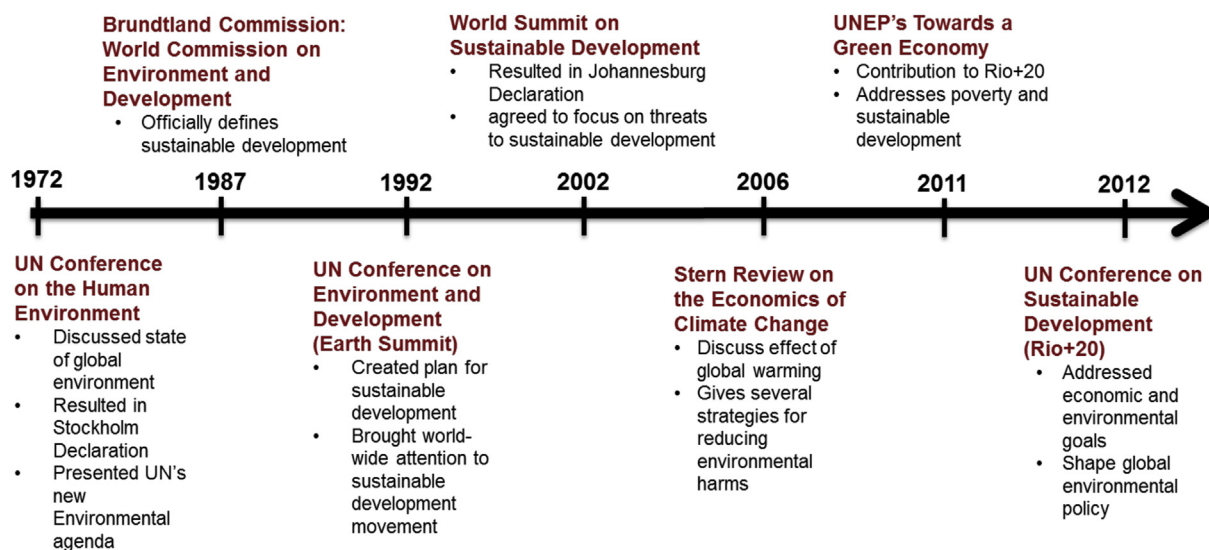 Brundtland Commission:
World Commission on
Environment and
Development
• Officially defines
sustainable development
World Summit on
Sustainable Development
• Resulted in Johannesburg
Declaration
• agreed to focus on threats
to sustainable development
UNEP's Towards a
Green Economy
• Contribution to Rio+20
• Addresses poverty and
sustainable
development
1972 1987 1992 2002 2006 2011 2012
UN Conference
on the Human
Environment
• Discussed state
of global
environment
• Resulted in
Stockholm
Declaration
• Presented UN's
new
Environmental
agenda
UN Conference on
Environment and
Development
(Earth Summit)
• Created plan for
sustainable
development
• Brought world-
wide attention to
sustainable
development
movement
Stern Review on
the Economics of
Climate Change
• Discuss effect of
global warming
• Gives several
strategies for
reducing
environmental
harms
UN Conference on
Sustainable
Development
(Rio+20)
• Addressed
economic and
environmental
goals
• Shape global
environmental
policy